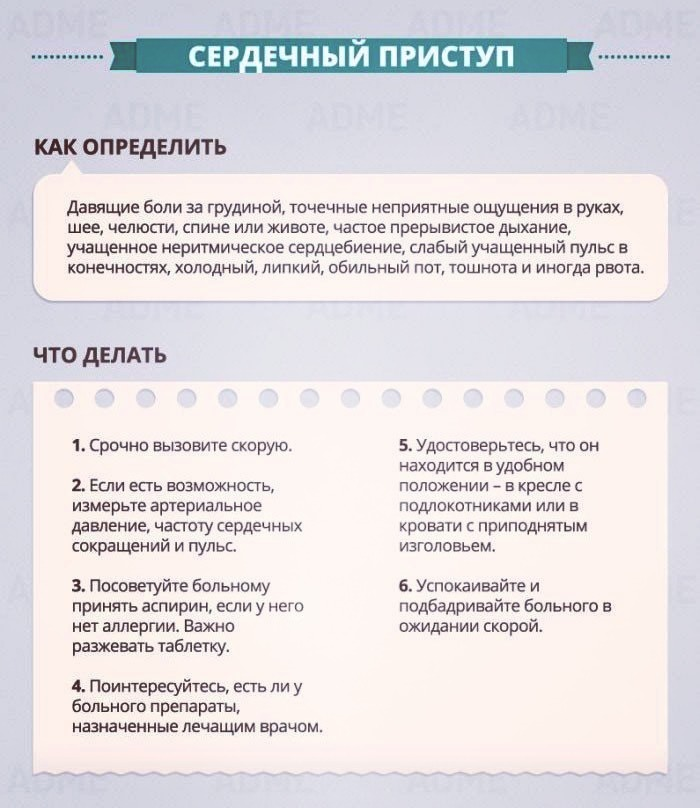 СЕРДЕЧНЫЙ ПРИСТУП
КАК ОПРЕДЕЛИТЬ
Давящие боли за грудиной, точечные неприятные ощущения в руках,
шее, челюсти, спине или животе, частое прерывистое дыхание,
учащенное неритмическое сердцебиение, слабый учащенный пульс в
конечностях, холодный, липкий, обильный пот, тошнота и иногда рвота.
ЧТО ДЕЛАТЬ
1. Срочно вызовите скорую.
2. Если есть возможность,
измерьте артериальное
давление, частоту сердечных
сокращений и пульс.
3. Посоветуйте больному
принять аспирин, если у него
нет аллергии. Важно
разжевать таблетку.
4. Поинтересуйтесь, есть ли у
больного препараты,
назначенные лечащим врачом.
5. Удостоверьтесь, что он
находится в удобном
положении – в кресле с
подлокотниками или в
кровати с приподнятым
изголовьем.
6. Успокаивайте и
подбадривайте больного в
ожидании скорой.
ADME